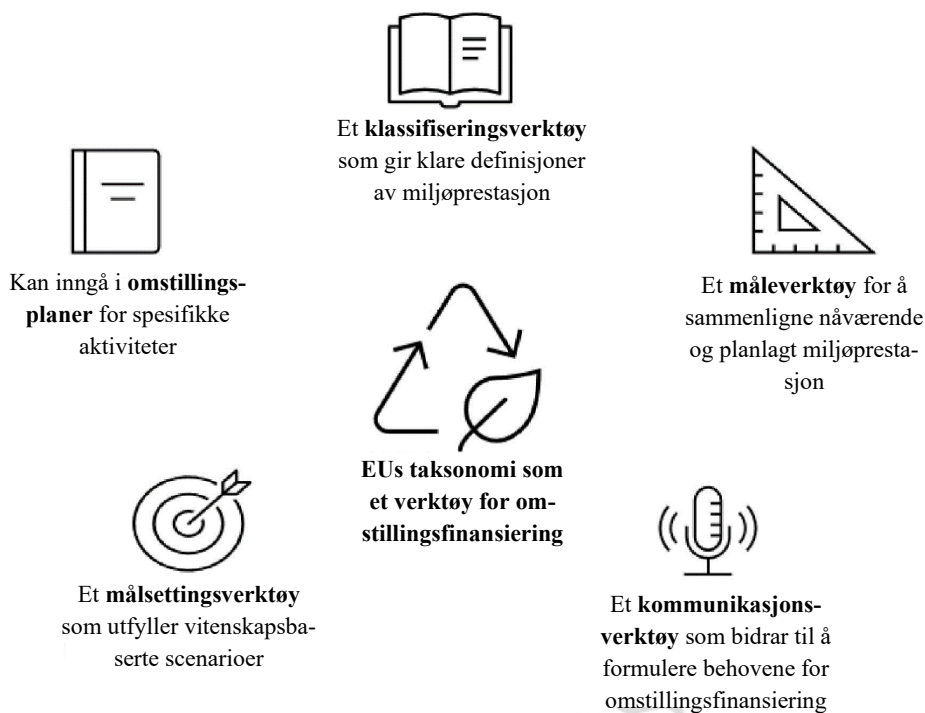 Et klassifiseringsverktøy
som gir klare definisjoner
av miljøprestasjon
Kan inngå i omstillings-
planer for spesifikke
aktiviteter
Et måleverktøy for å
sammenligne nåværende
og planlagt miljøpresta-
sjon
EUs taksonomi som
et verktøy for om-
stillingsfinansiering
Et målsettingsverktøy
som utfyller vitenskapsba-
serte scenarioer
Et kommunikasjons-
verktøy som bidrar til å
formulere behovene for
omstillingsfinansiering